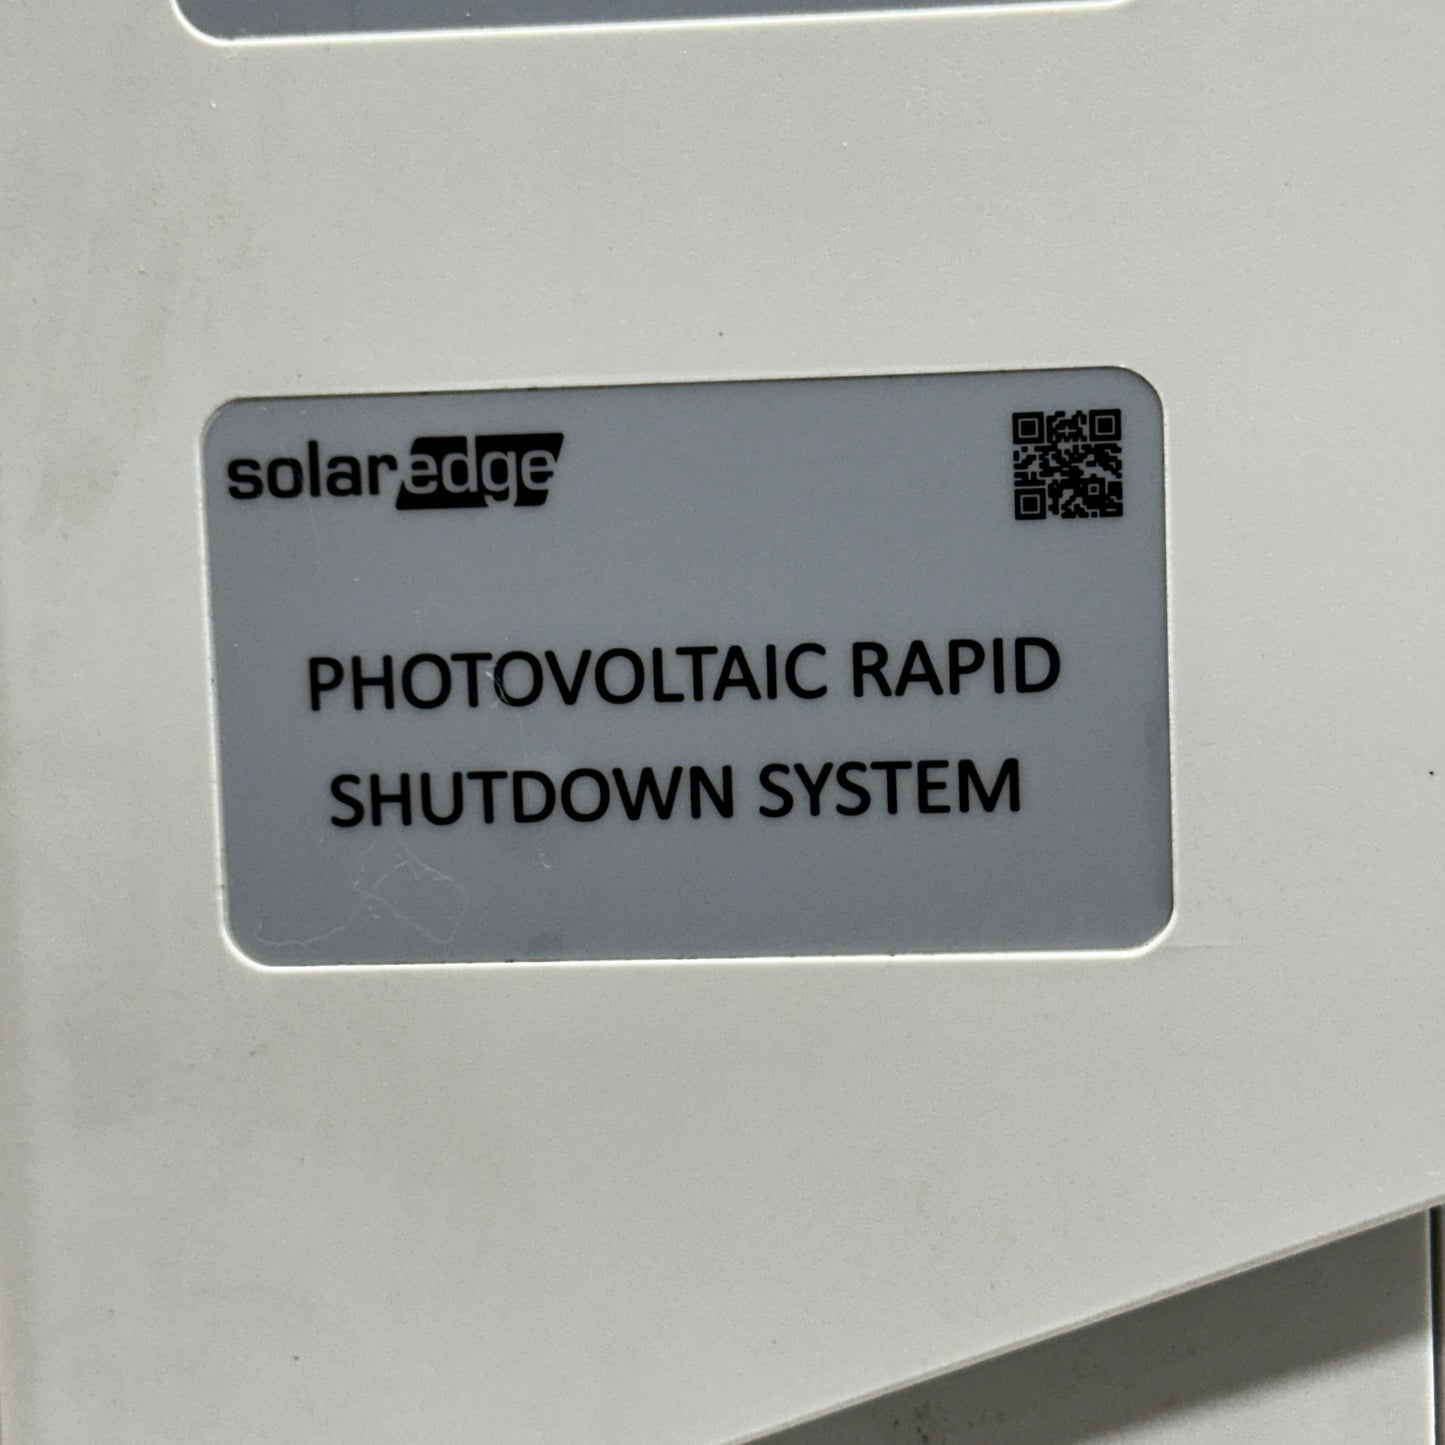 solaredge
PHOTOVOLTAIC RAPID
SHUTDOWN SYSTEM